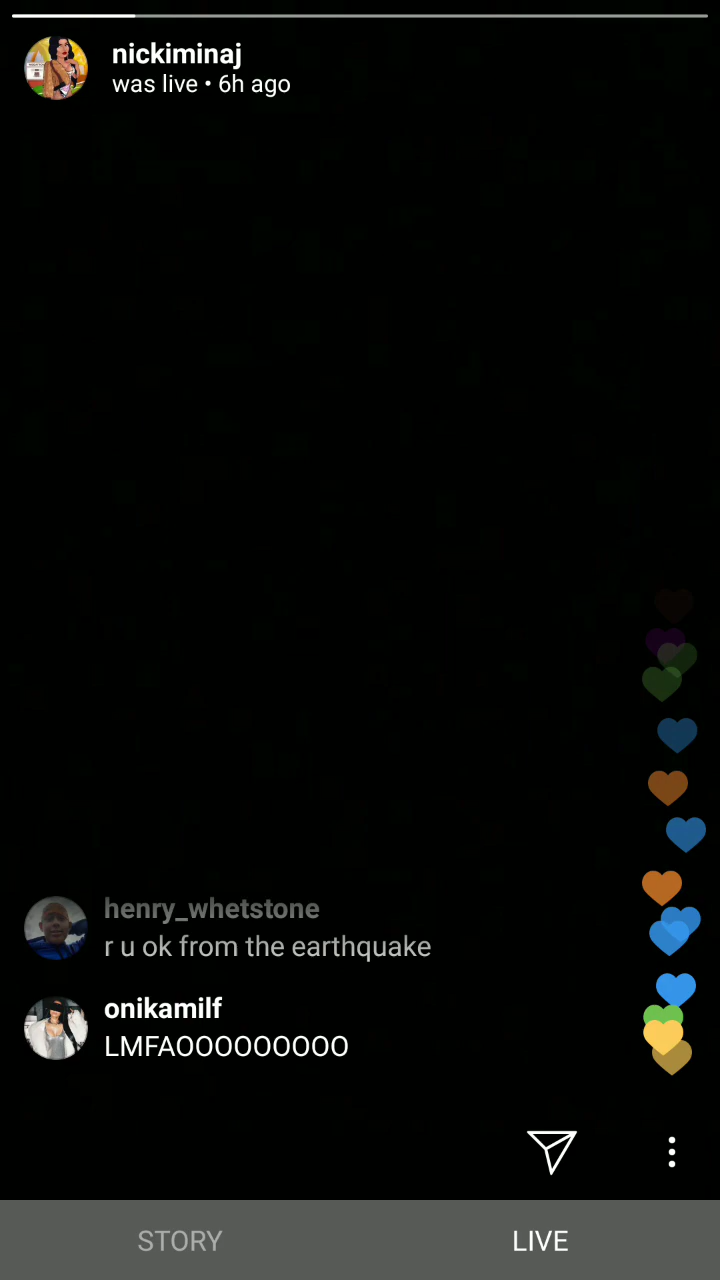 nickiminaj
was live • 6h ago
henry_whetstone
r u ok from the earthquake
onikamilf
LMFAOOOOOOOOO
STORY
LIVE